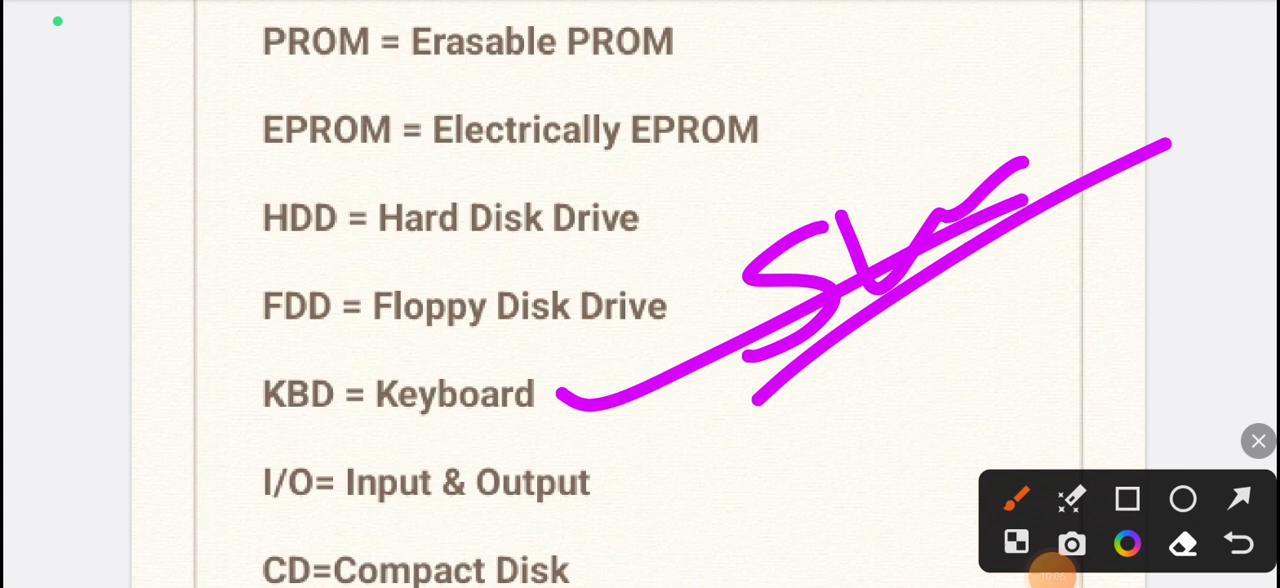 PROM = Erasable PROM
EPROM = Electrically EPROM
HDD = Hard Disk Drive
FDD = Floppy Disk Drive
KBD = Keyboard
I/O= Input & Output
CD=Compact Disk